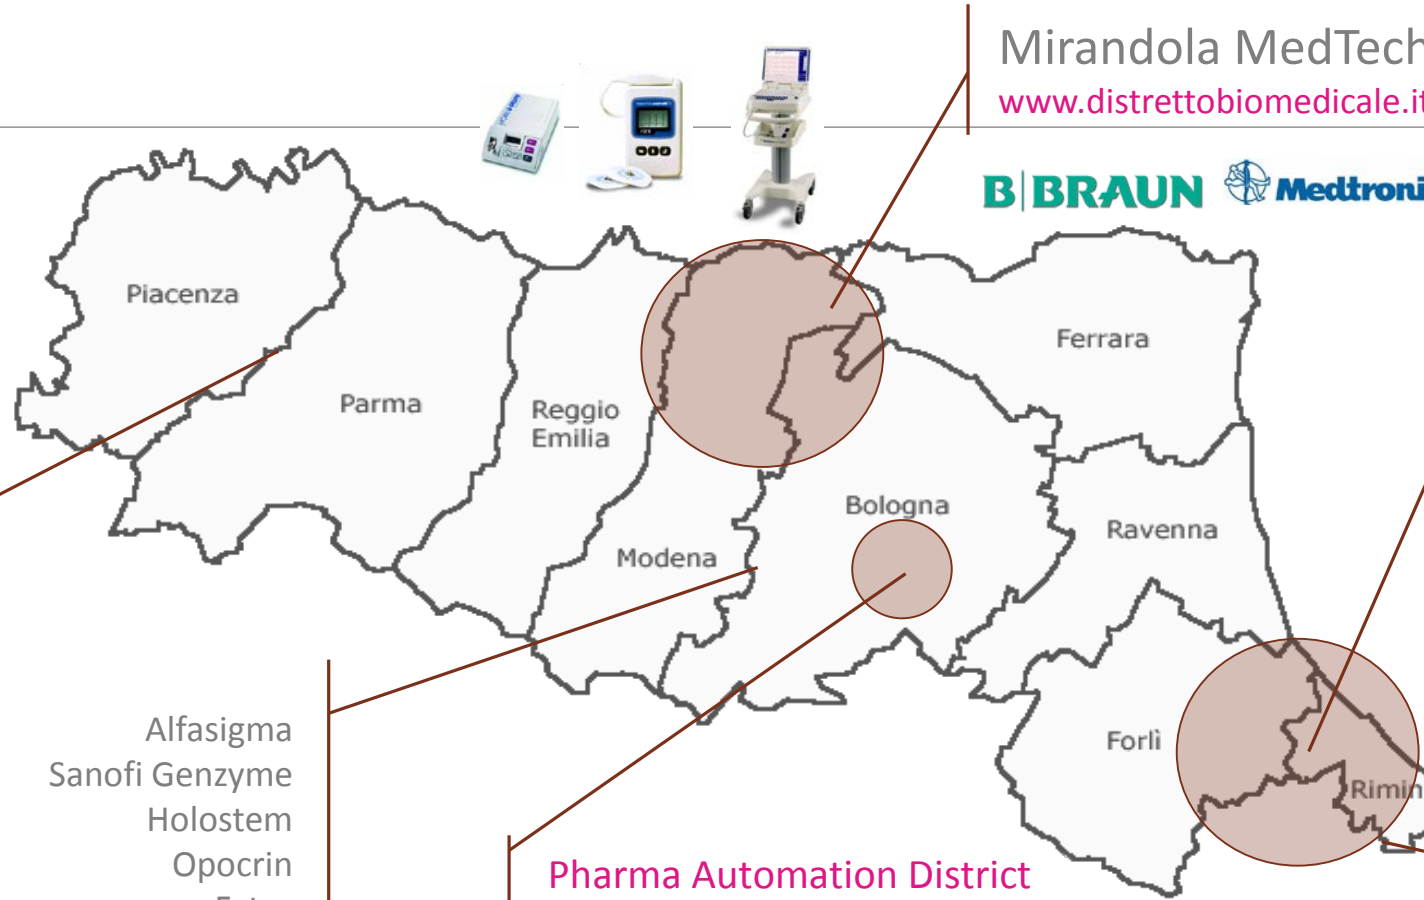 Mirandola MedTech
www.distrettobiomedicale.it
B|BRAUN
Medtroni
Piacenza
Parma
Reggio
Emilia
Modena
Bologna
Ferrara
Ravenna
Forlì
Rimin
Alfasigma
Sanofi Genzyme
Holostem
Opocrin
Pharma Automation District